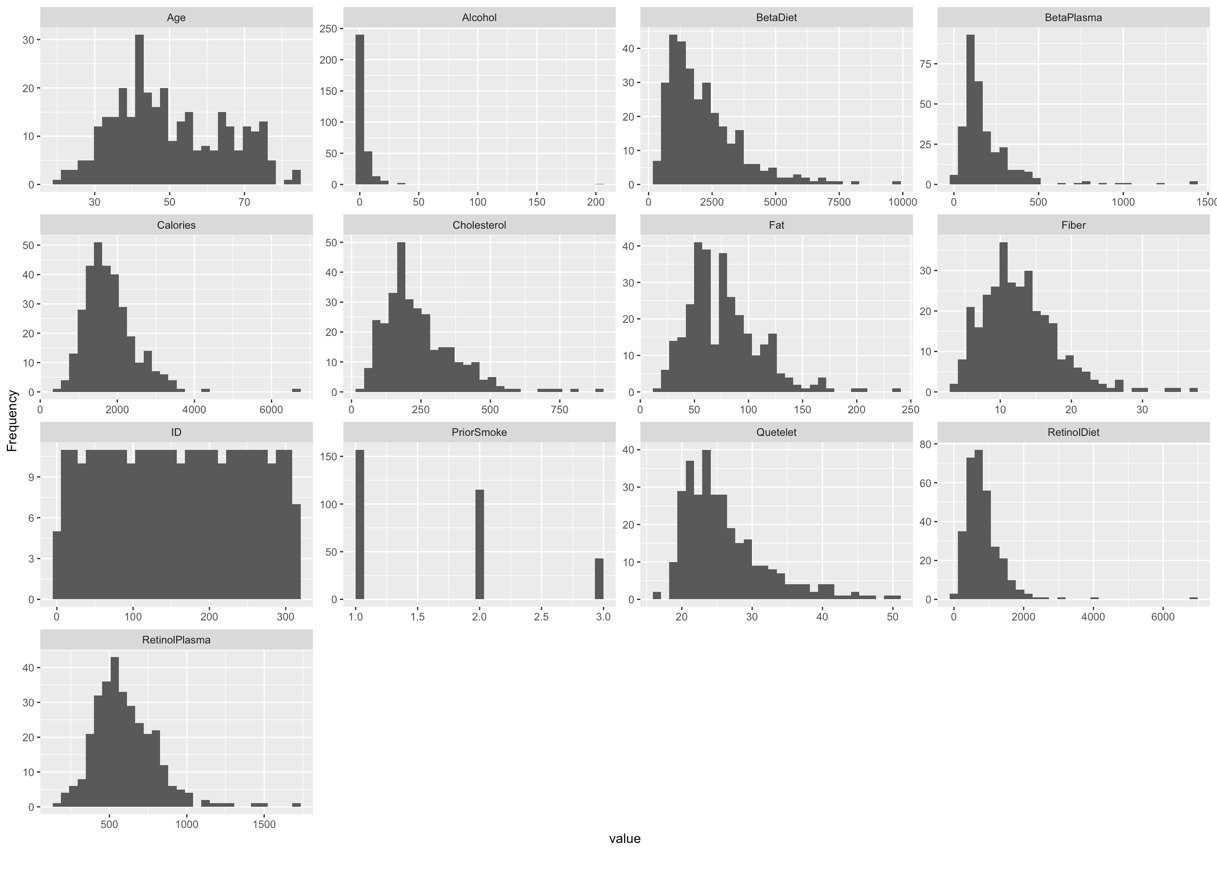 Age Alcohol BetaDiet BetaPlasma
30 20 10 0
250 200 150 100 50 0
40 30 20 10 0
75 50 25 0
30 50 70
0 50 100 150 200
0 2500 5000 7500 10000
0 500 1000 1500
Calories Cholesterol Fat Fiber
50 40 30 20 10 0
50 40 30 20 10 0
40 30 20 10 0
30 20 10 0
0 2000 4000 6000
0 250 500 750
0 50 100 150 200 250
10 20 30
ID PriorSmoke Quetelet RetinolDiet
9 6 3 0
150 100 50 0
40 30 20 10 0
80 60 40 20 0
0 100 200 300
1.0 1.5 2.0 2.5 3.0
20 30 40 50
0 2000 4000 6000
RetinolPlasma
40 30 20 10 0
500 1000 1500
Frequency
value